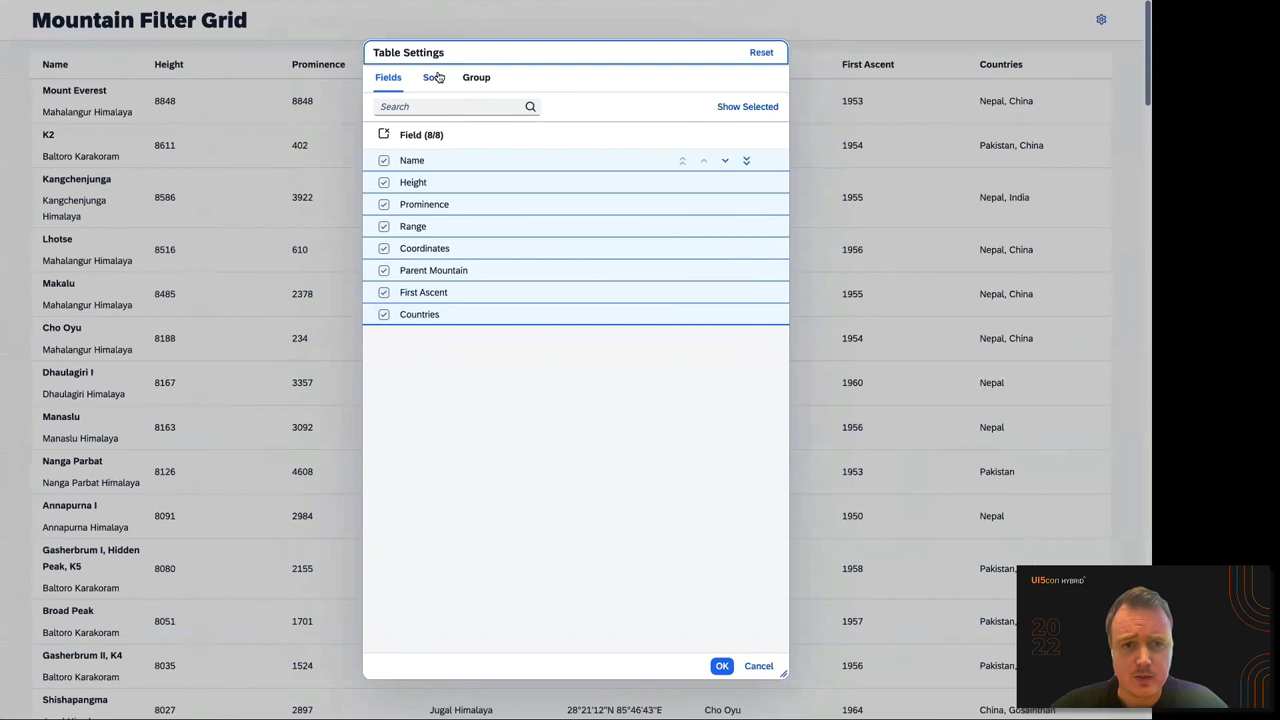 Mountain Filter Grid
Table Settings
Reset
Fields
Group
Search
Show Selected
Field (8/8)
Name
Height
Prominence
Range
Coordinates
Parent Mountain
First Ascent
Countries
OK
Cancel
Name Height Prominence First Ascent Countries
Mount Everest
Mahalangur Himalaya
8848 8848 1953 Nepal, China
K2
Baltoro Karakoram
8611 402 1954 Pakistan, China
Kangchenjunga
Kangchenjunga
Himalaya
8586 3922 1955 Nepal, India
Lhotse
Mahalangur Himalaya
8516 610 1956 Nepal, China
Makalu
Mahalangur Himalaya
8485 2378 1955 Nepal, China
Cho Oyu
Mahalangur Himalaya
8188 234 1954 Nepal, China
Dhaulagiri I
Dhaulagiri Himalaya
8167 3357 1960 Nepal
Manaslu
Manaslu Himalaya
8163 3092 1956 Nepal
Nanga Parbat
Nanga Parbat Himalaya
8126 4608 1953 Pakistan
Annapurna I
Annapurna Himalaya
8091 2984 1950 Nepal
Gasherbrum I, Hidden
Peak, K5
Baltoro Karakoram
8080 2155 1958 Pakistan,
Broad Peak
Baltoro Karakoram
8051 1701 1957 Pakistan,
Gasherbrum II, K4
Baltoro Karakoram
8035 1524 1956 Pakistan,
Shishapangma
8027 2897 Jugal Himalaya 28°21′12″N 85°46′43″E Cho Oyu 1964 China,
UI5con HYBRID
20
22